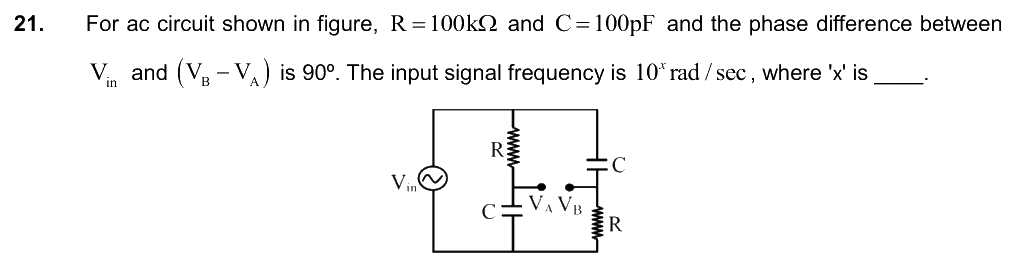 21. For ac circuit shown in figure, R = 100kΩ and C = 100pF and the phase difference between
V_in and (V_B − V_A) is 90º. The input signal frequency is 10^x rad / sec, where 'x' is ____.
R
C
V_in
V_A V_B
C
R